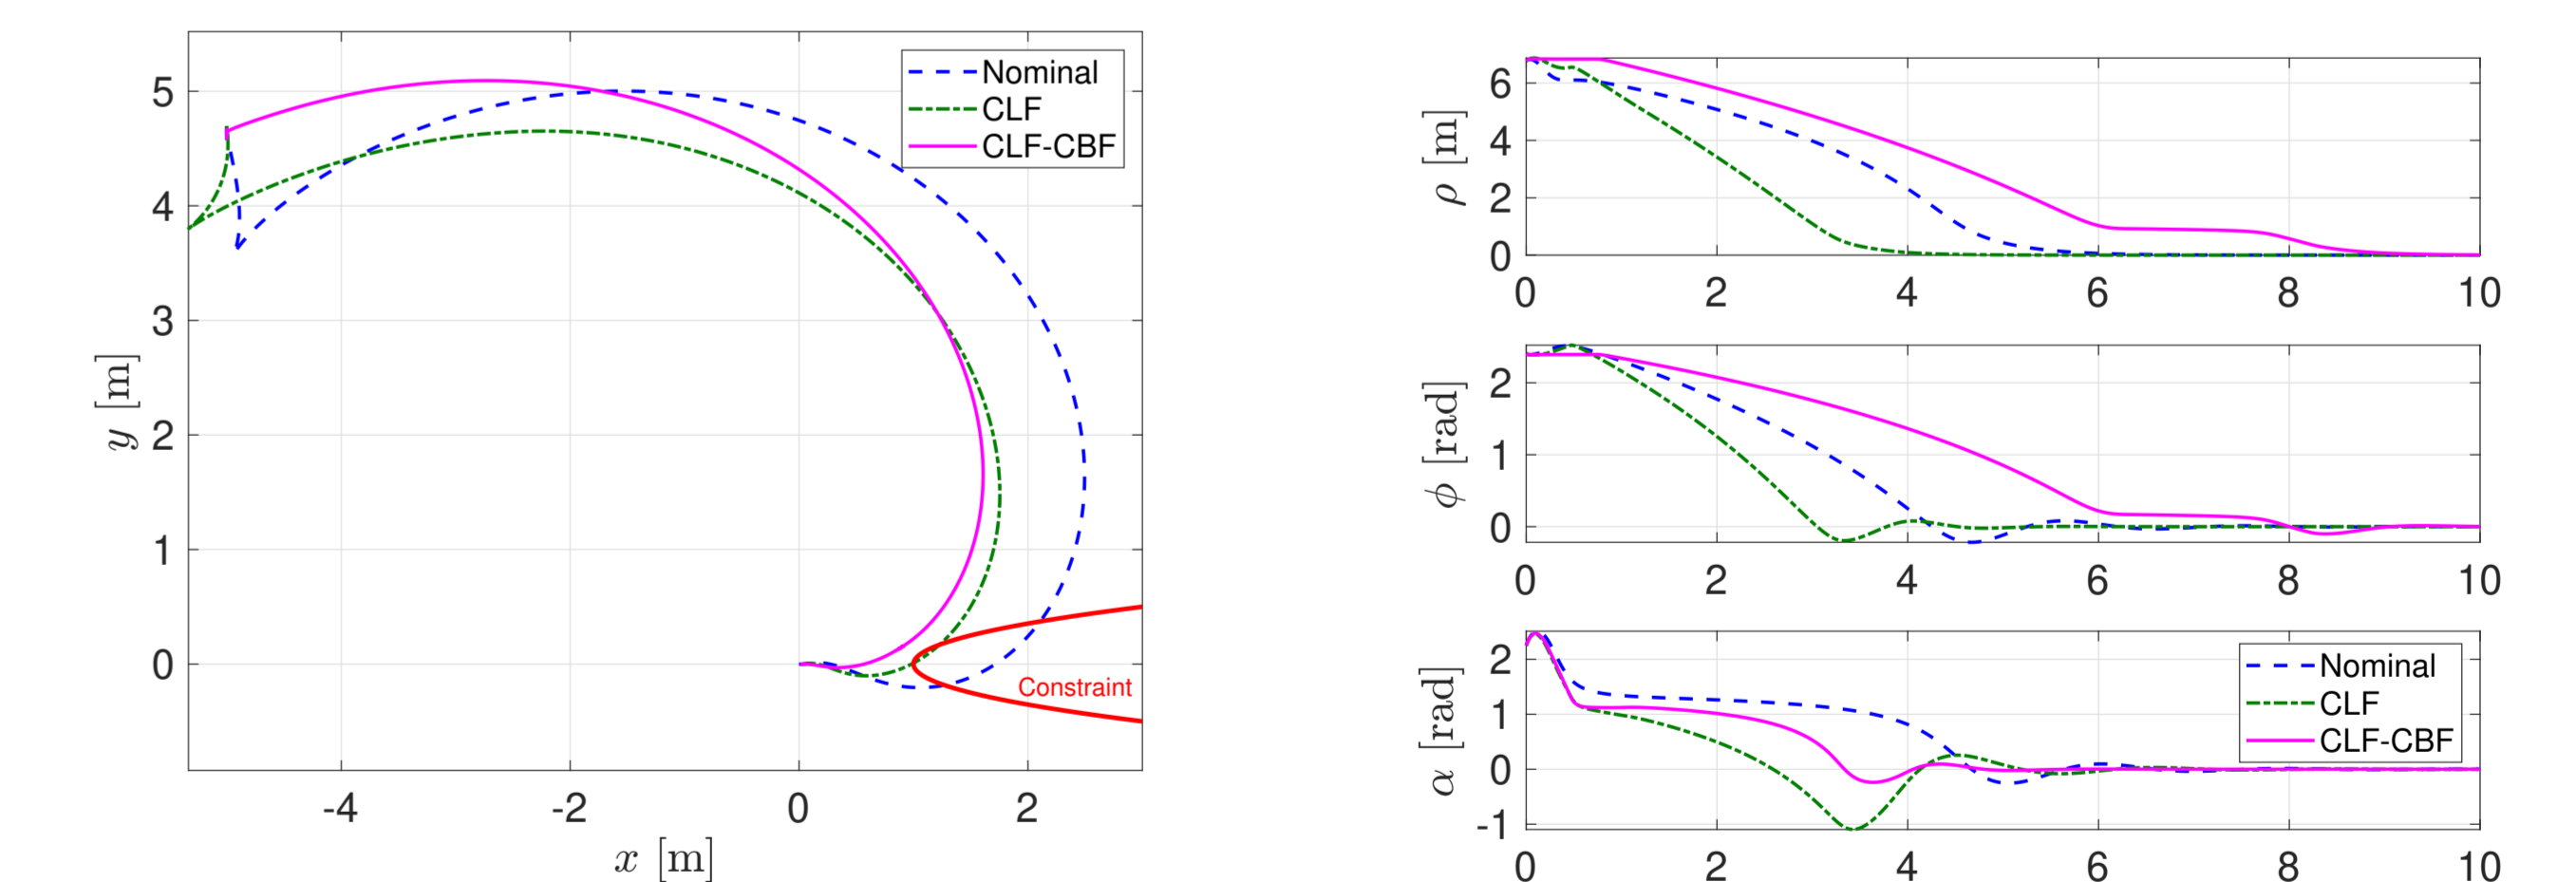 Nominal
CLF
CLF-CBF
5
4
3
2
1
0
y [m]
Constraint
-4 -2 0 2
x [m]
6
4
2
0
ρ [m]
0 2 4 6 8 10
2
1
0
ϕ [rad]
0 2 4 6 8 10
2
1
0
-1
α [rad]
Nominal
CLF
CLF-CBF
0 2 4 6 8 10